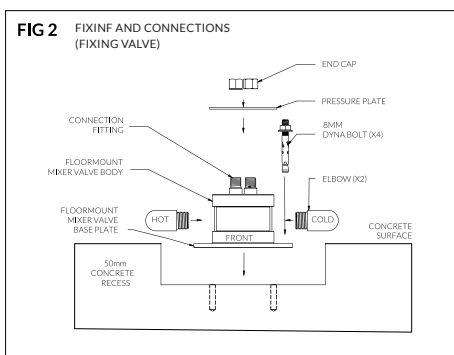 FIG 2 FIXINF AND CONNECTIONS
(FIXING VALVE)
END CAP
PRESSURE PLATE
CONNECTION
FITTING
8MM
DYNA BOLT (X4)
FLOORMOUNT
MIXER VALVE BODY
ELBOW (X2)
HOT
COLD
FLOORMOUNT
MIXER VALVE
BASE PLATE
FRONT
CONCRETE
SURFACE
50mm
CONCRETE
RECESS